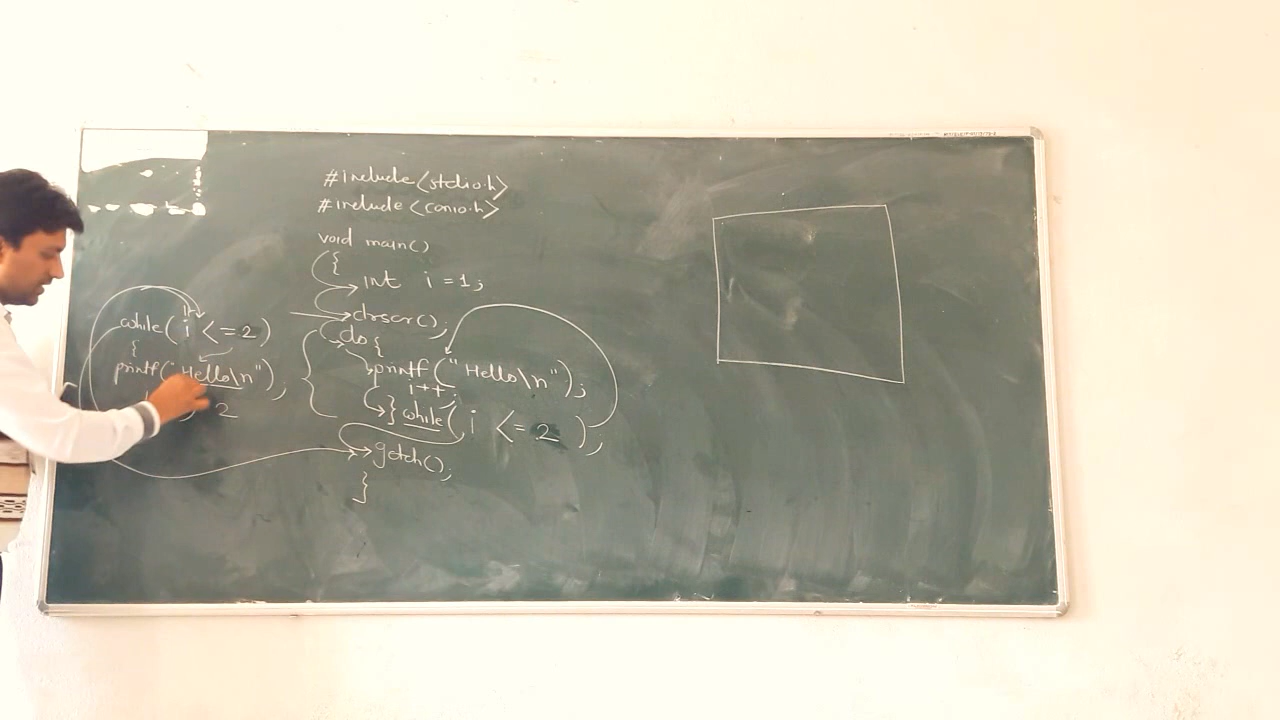 #include<stdio.h>
#include<conio.h>
void main()
{
int i=1;
clrscr();
do {
printf("Hello\n");
i++;
} while(i <= 2 );
getch();
}
while(i <=2)
{
printf("Hello\n");
2